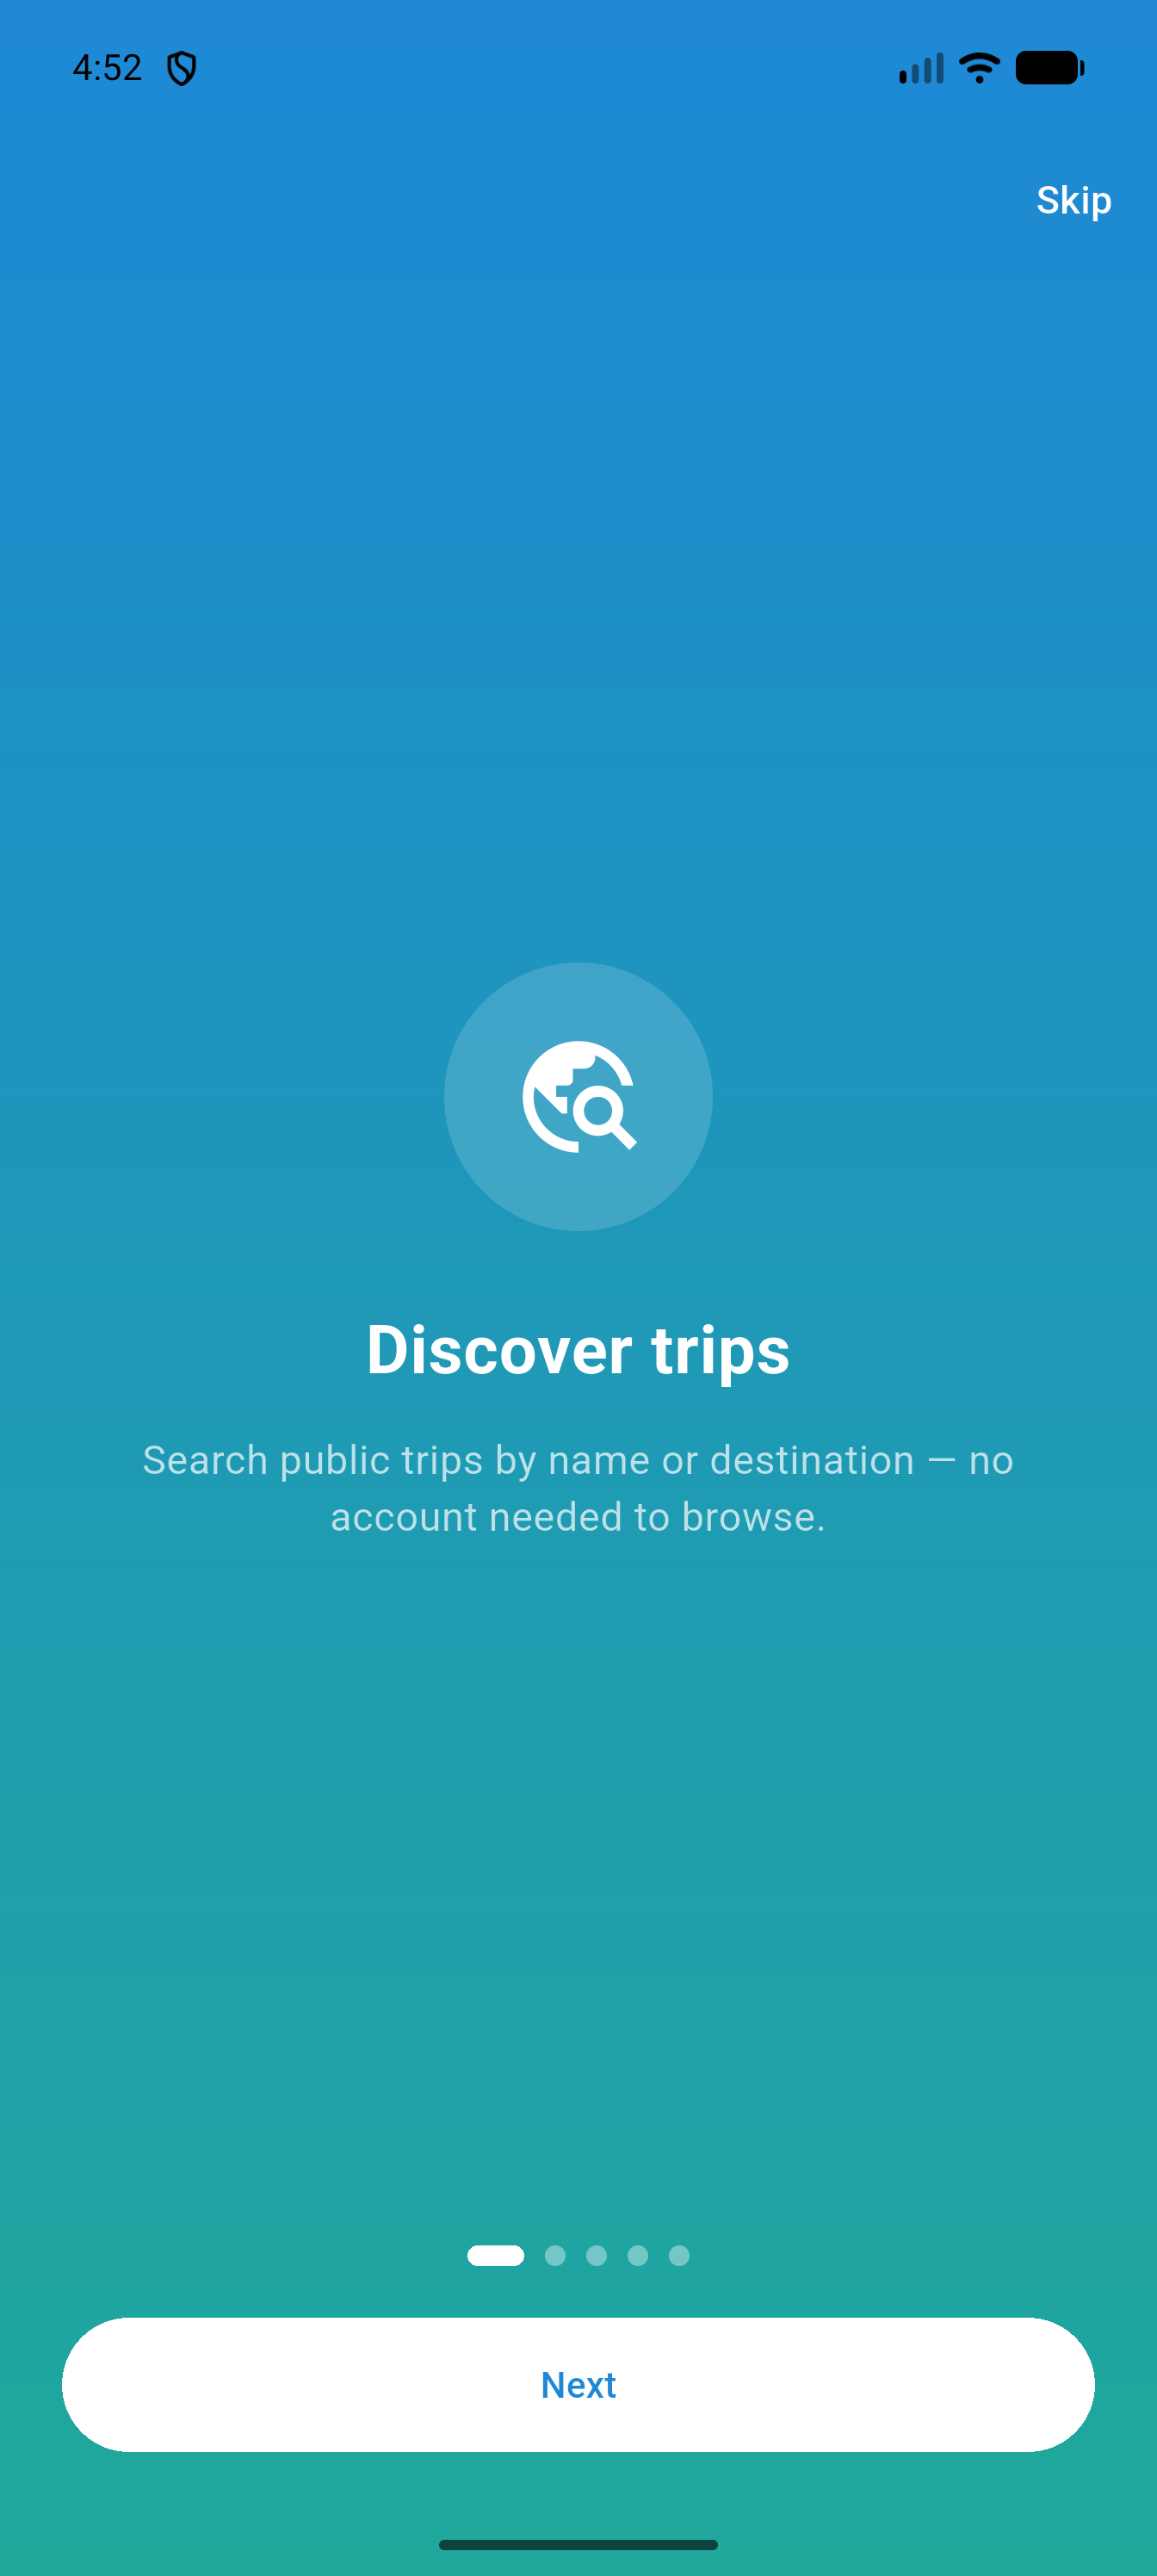 4:52
Skip
Discover trips
Search public trips by name or destination — no
account needed to browse.
Next